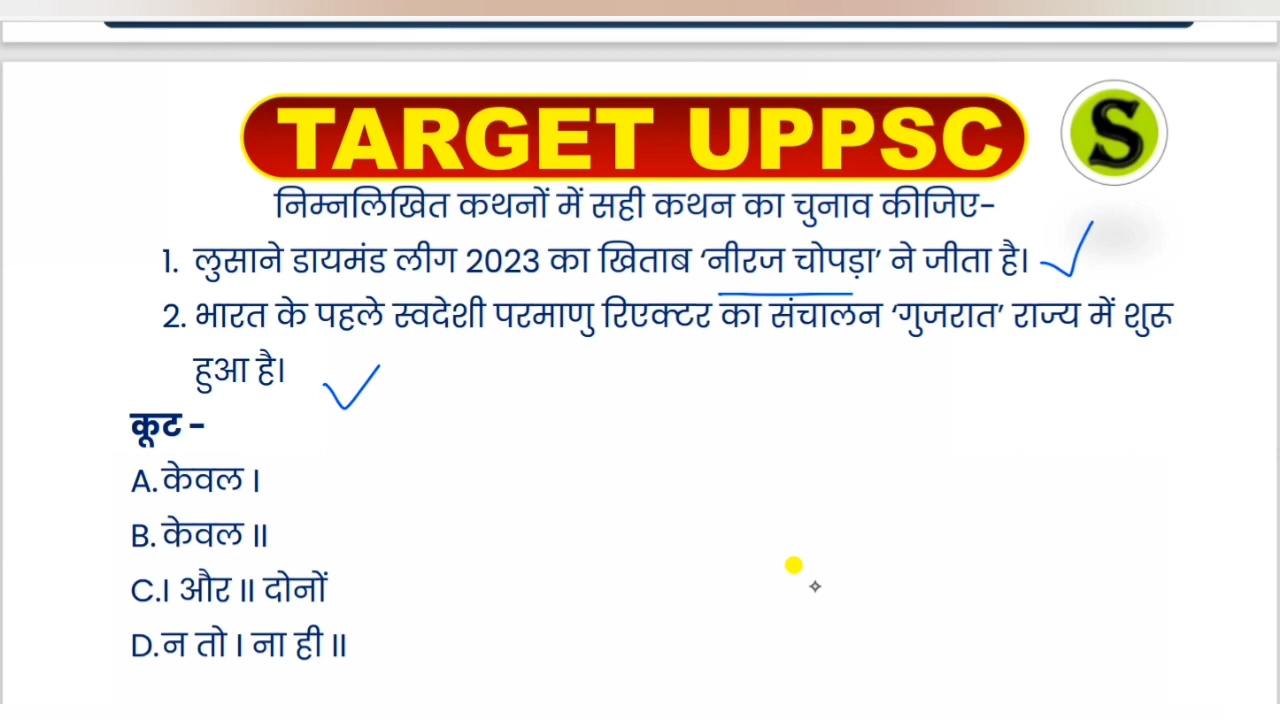 TARGET UPPSC
S
निम्नलिखित कथनों में सही कथन का चुनाव कीजिए-
1. लुसाने डायमंड लीग 2023 का खिताब ‘नीरज चोपड़ा’ ने जीता है।
2. भारत के पहले स्वदेशी परमाणु रिएक्टर का संचालन ‘गुजरात’ राज्य में शुरू
हुआ है।
कूट -
A. केवल I
B. केवल II
C.I और II दोनों
D.न तो I ना ही II